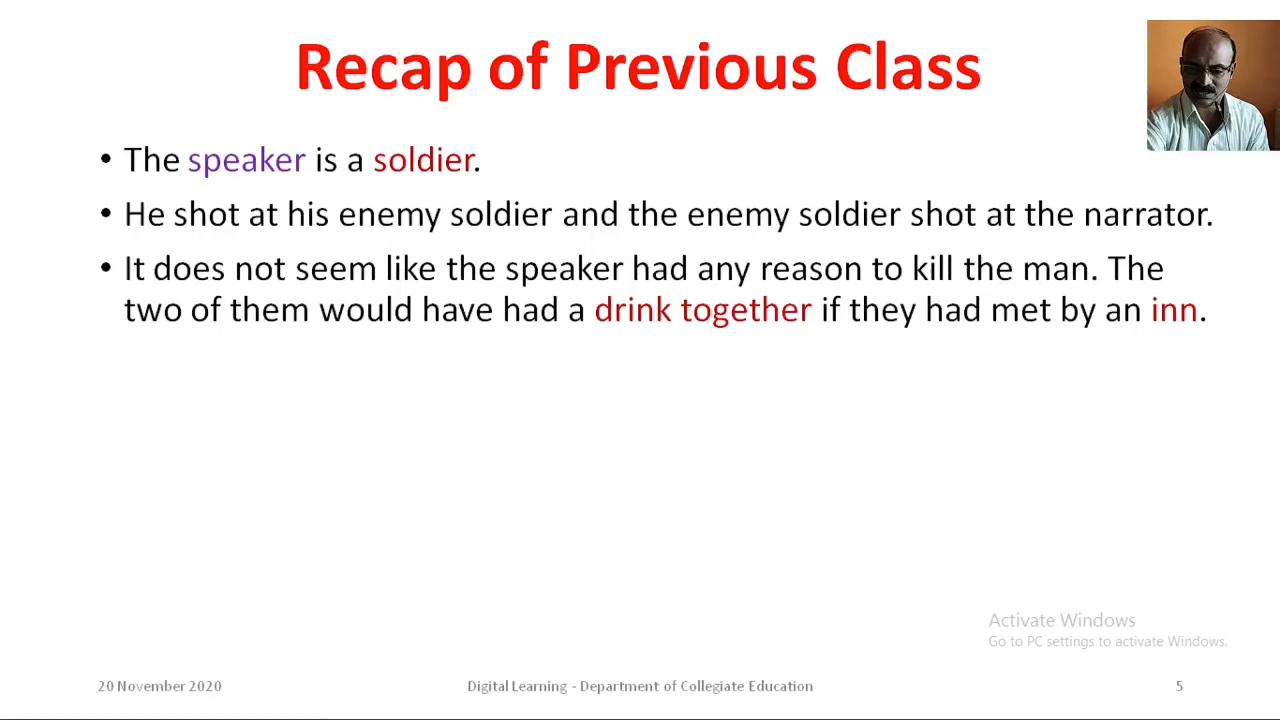 Recap of Previous Class
• The speaker is a soldier.
• He shot at his enemy soldier and the enemy soldier shot at the narrator.
• It does not seem like the speaker had any reason to kill the man. The
two of them would have had a drink together if they had met by an inn.
Activate Windows
Go to PC settings to activate Windows.
20 November 2020 Digital Learning - Department of Collegiate Education 5